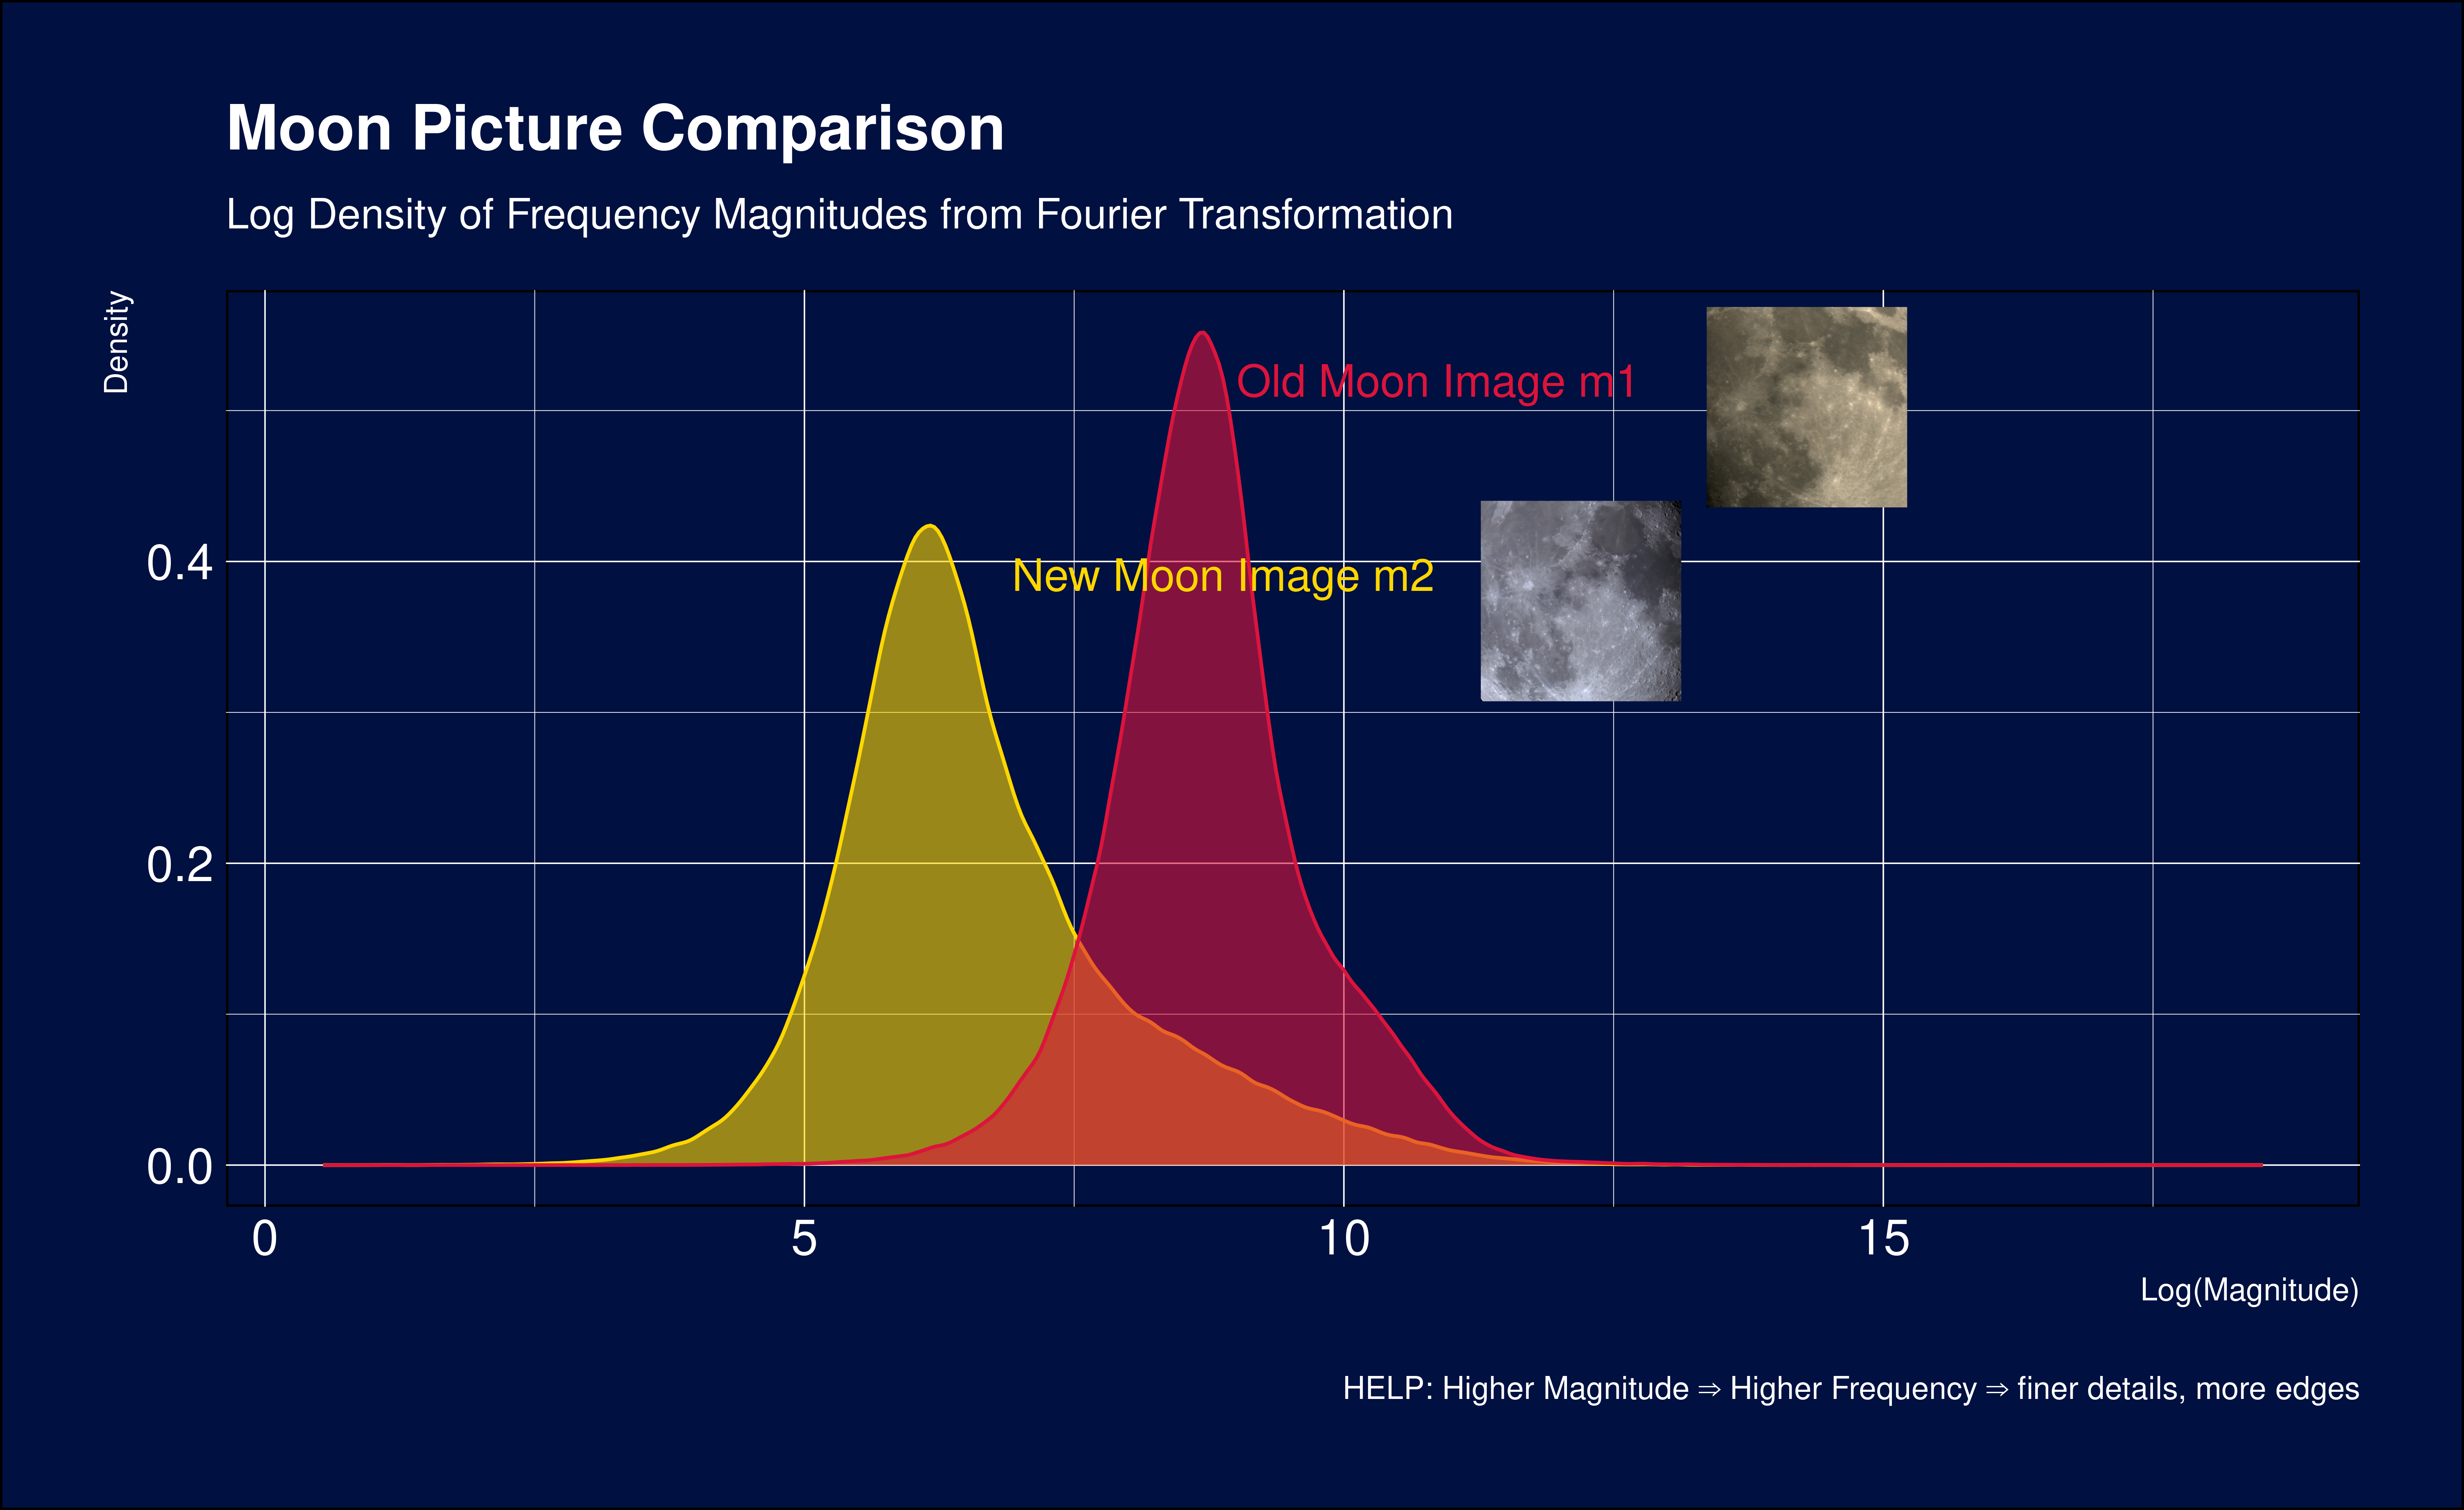 Moon Picture Comparison
Log Density of Frequency Magnitudes from Fourier Transformation
Density
Old Moon Image m1
New Moon Image m2
0.4
0.2
0.0
0 5 10 15
Log(Magnitude)
HELP: Higher Magnitude ⇒ Higher Frequency ⇒ finer details, more edges